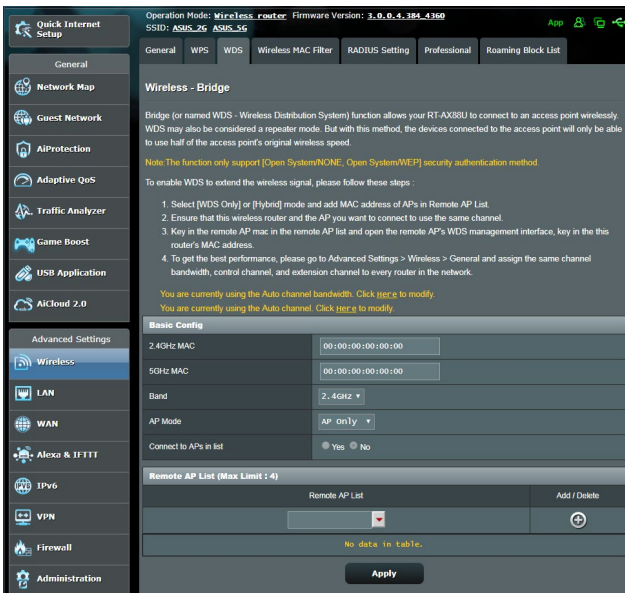 Quick Internet
Setup
General
Network Map
Guest Network
AiProtection
Adaptive QoS
Traffic Analyzer
Game Boost
USB Application
AiCloud 2.0
Advanced Settings
Wireless
LAN
WAN
Alexa & IFTTT
IPv6
VPN
Firewall
Administration
Operation Mode: Wireless router Firmware Version: 3.0.0.4.384_4360
SSID: ASUS_2G ASUS_5G
App
General WPS WDS Wireless MAC Filter RADIUS Setting Professional Roaming Block List
Wireless - Bridge
Bridge (or named WDS - Wireless Distribution System) function allows your RT-AX88U to connect to an access point wirelessly.
WDS may also be considered a repeater mode. But with this method, the devices connected to the access point will only be able
to use half of the access point's original wireless speed.
Note:The function only support [Open System/NONE, Open System/WEP] security authentication method.
To enable WDS to extend the wireless signal, please follow these steps :
1. Select [WDS Only] or [Hybrid] mode and add MAC address of APs in Remote AP List.
2. Ensure that this wireless router and the AP you want to connect to use the same channel.
3. Key in the remote AP mac in the remote AP list and open the remote AP's WDS management interface, key in the this
router's MAC address.
4. To get the best performance, please go to Advanced Settings > Wireless > General and assign the same channel
bandwidth, control channel, and extension channel to every router in the network.
You are currently using the Auto channel bandwidth. Click Here to modify.
You are currently using the Auto channel. Click Here to modify.
Basic Config
2.4GHz MAC 00:00:00:00:00:00
5GHz MAC 00:00:00:00:00:00
Band 2.4GHz
AP Mode AP Only
Connect to APs in list Yes No
Remote AP List (Max Limit : 4)
Remote AP List Add / Delete
No data in table.
Apply